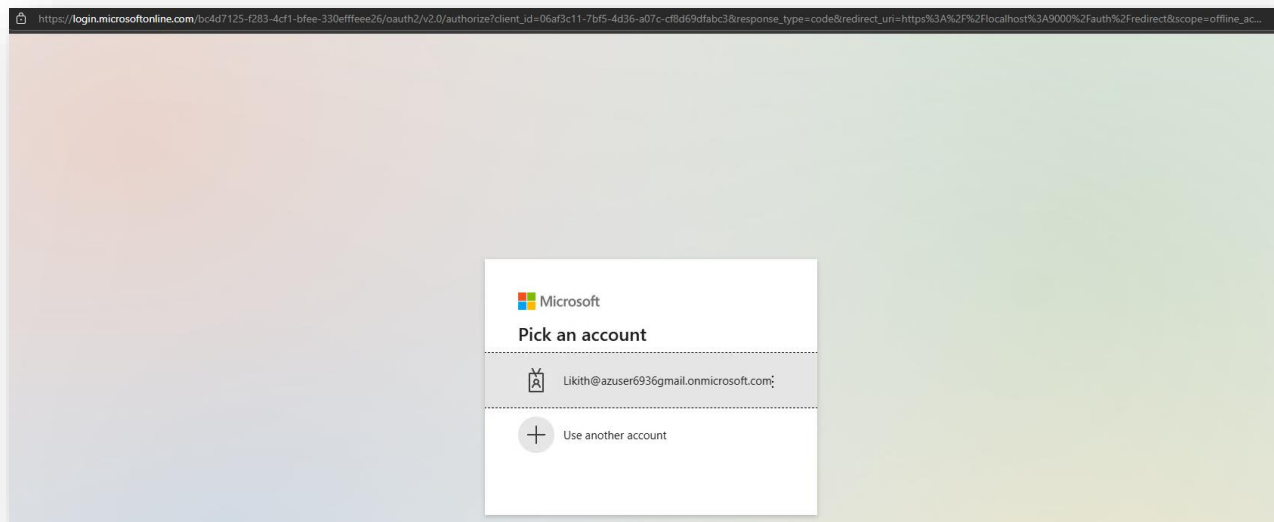 https://login.microsoftonline.com/bc4d7125-f283-4cf1-bfee-330efffeee26/oauth2/v2.0/authorize?client_id=06af3c11-7bf5-4d36-a07c-cf8d69dfabc3&response_type=code&redirect_uri=https%3A%2F%2Flocalhost%3A9000%2Fauth%2Fredirect&scope=offline_ac...
Microsoft
Pick an account
Likith@azuser6936gmail.onmicrosoft.com
Use another account